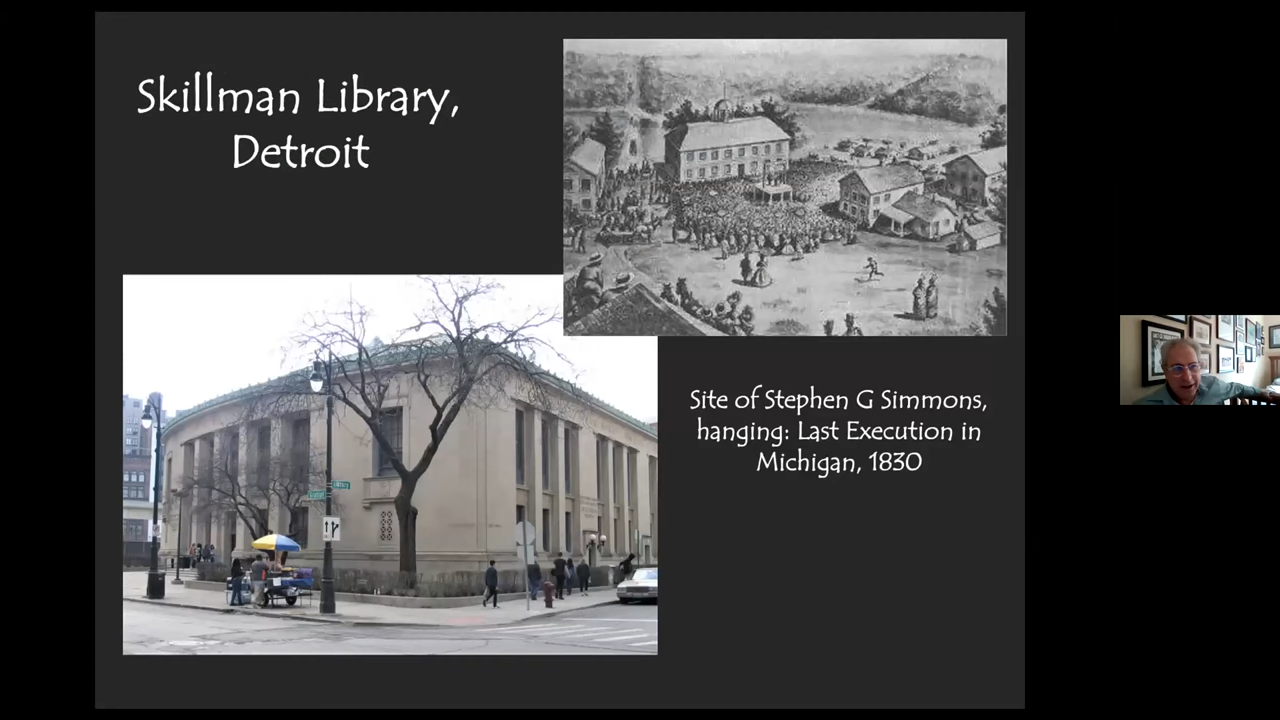 Skillman Library,
Detroit
Site of Stephen G Simmons,
hanging: Last Execution in
Michigan, 1830